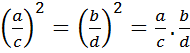 (a/c)² = (b/d)² = a/c . b/d